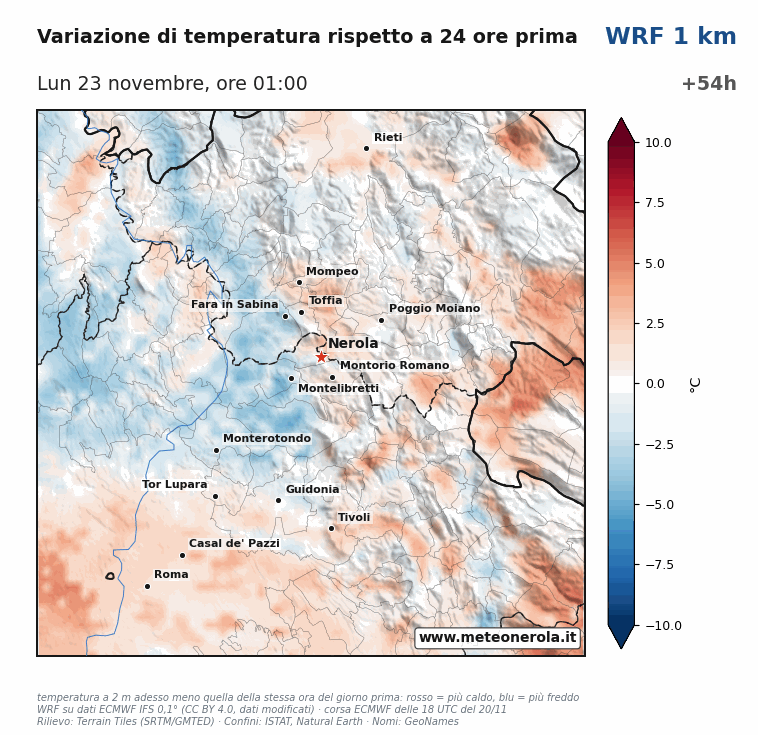 Variazione di temperatura rispetto a 24 ore prima
WRF 1 km
Lun 23 novembre, ore 01:00
+54h
Rieti
Mompeo
Toffia
Fara in Sabina
Poggio Moiano
Nerola
Montorio Romano
Montelibretti
Monterotondo
Tor Lupara
Guidonia
Tivoli
Casal de' Pazzi
Roma
www.meteonerola.it
10.0
7.5
5.0
2.5
0.0
−2.5
−5.0
−7.5
−10.0
°C
temperatura a 2 m adesso meno quella della stessa ora del giorno prima: rosso = più caldo, blu = più freddo
WRF su dati ECMWF IFS 0,1° (CC BY 4.0, dati modificati) · corsa ECMWF delle 18 UTC del 20/11
Rilievo: Terrain Tiles (SRTM/GMTED) · Confini: ISTAT, Natural Earth · Nomi: GeoNames